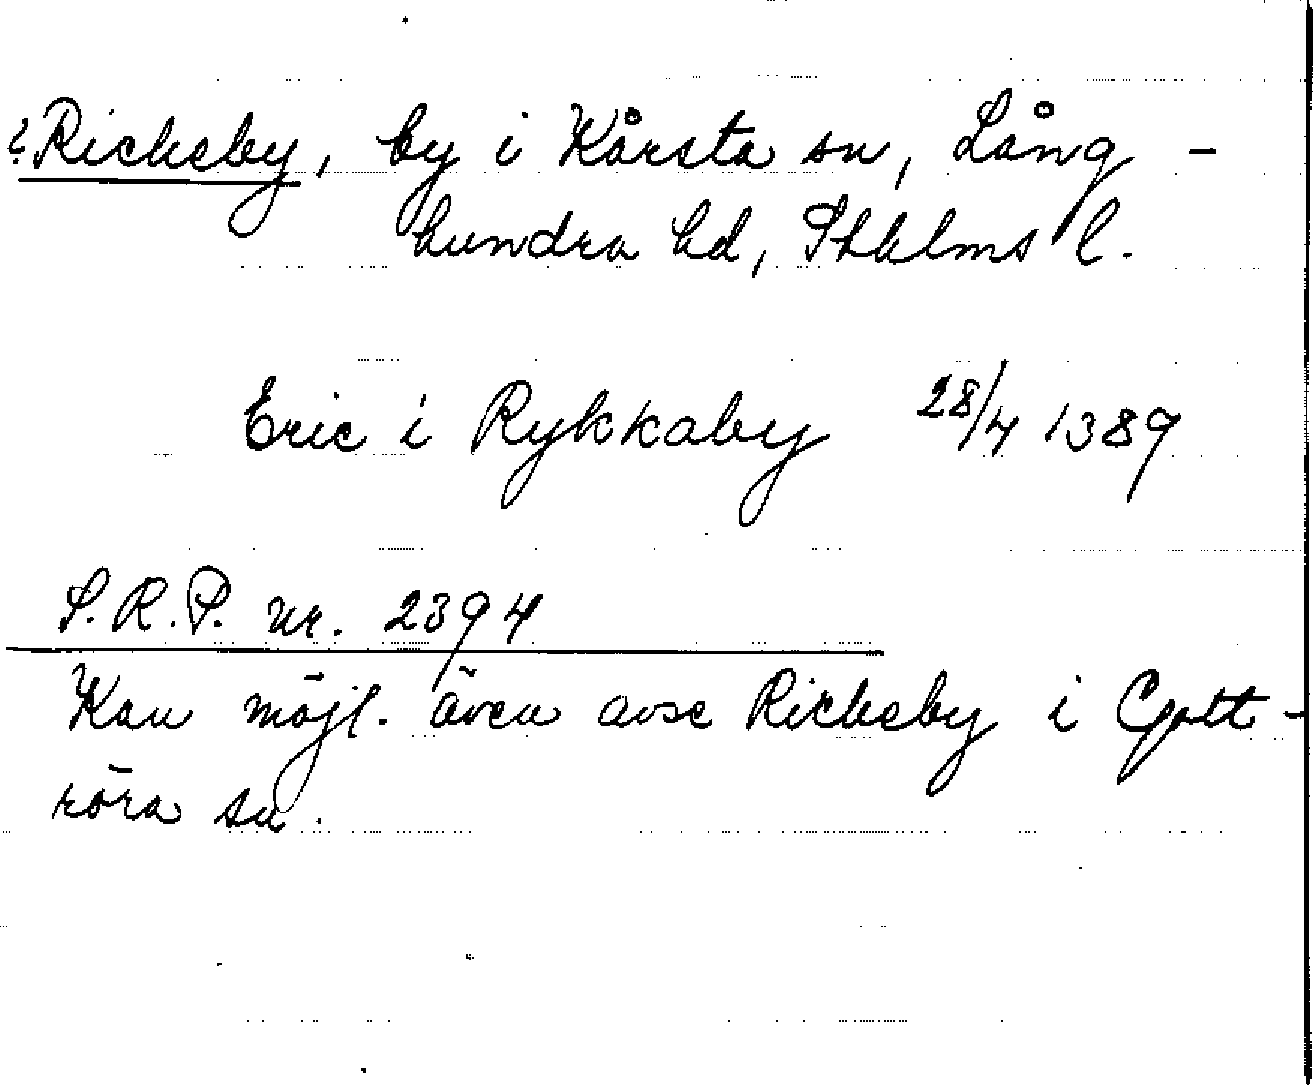 ?Rickeby, by i Kårsta sn, Lång-
hundra hd, Sthlms l.
Eric i Rykkaby 28/4 1389
S.R.P. nr. 2394
Kan möjl. även avse Rickeby i Gott-
röra sn.